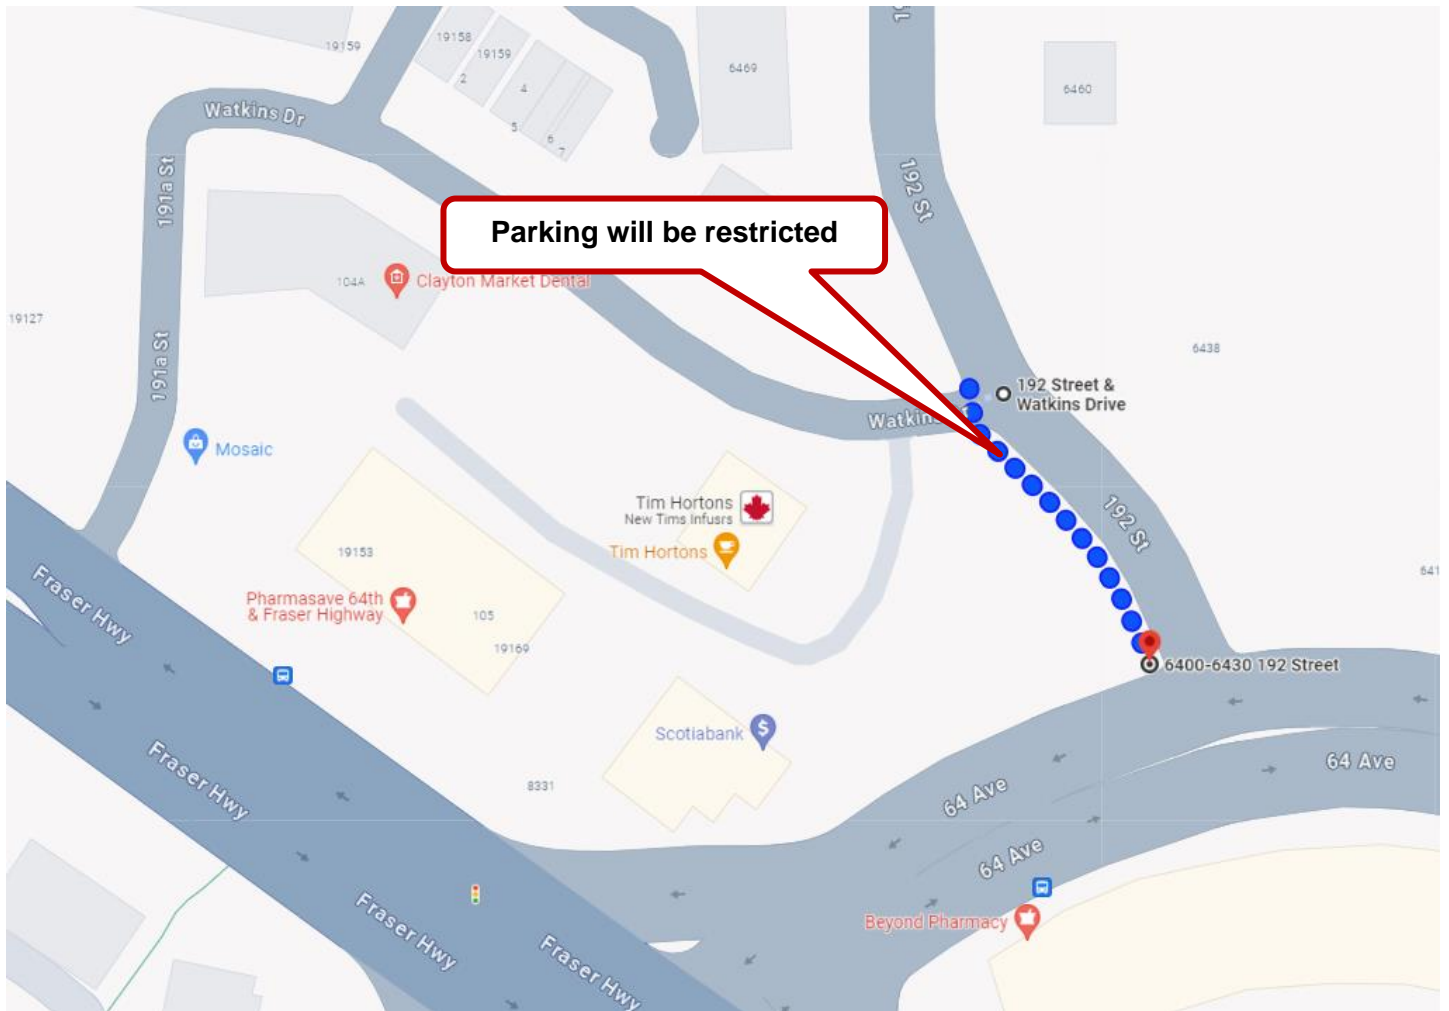 19158
19159
19159
2
4
5
6
7
6469
6460
Watkins Dr
191a St
192 St
Parking will be restricted
104A
Clayton Market Dental
19127
191a St
6438
192 Street &
Watkins Drive
Mosaic
Tim Hortons
New Tims Infusrs
Tim Hortons
192 St
19153
Pharmasave 64th
& Fraser Highway
105
19169
Fraser Hwy
641
6400-6430 192 Street
Scotiabank
64 Ave
8331
Fraser Hwy
64 Ave
64 Ave
Beyond Pharmacy
Fraser Hwy
Fraser Hwy